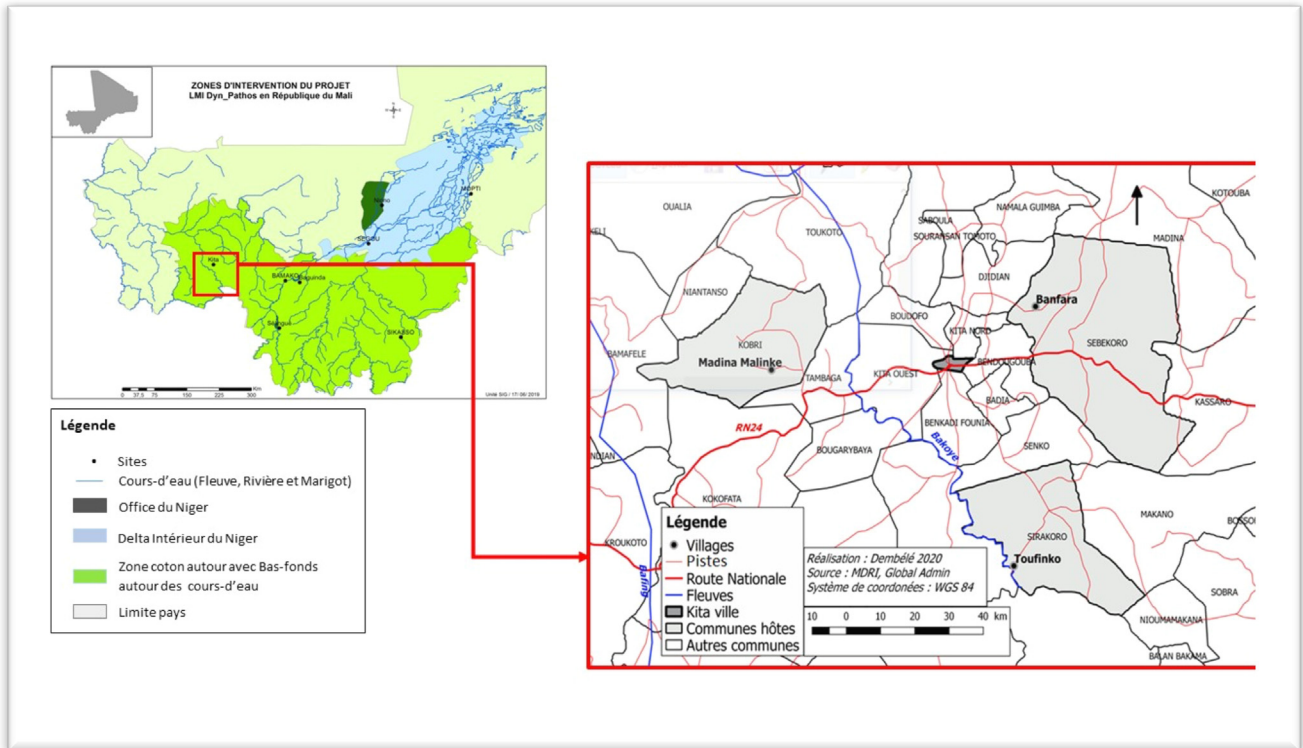 ZONES D'INTERVENTION DU PROJET
LMI Dyn_Pathos en République du Mali
MOPTI
Niono
SEGOU
Kita
BAMAKO
Baguinda
Sélingué
SIKASSO
0 37,5 75 150 225 300
Km
Unité SIG / 17/ 06/ 2019
Légende
Sites
Cours-d'eau (Fleuve, Rivière et Marigot)
Office du Niger
Delta Intérieur du Niger
Zone coton autour avec Bas-fonds
autour des cours-d'eau
Limite pays
OUALIA
KELI
TOUKOTO
SABOULA
NAMALA GUIMBA
KOTOUBA
SOURANSAN TOMOTO
MADINA
DJIDIAN
NIANTANSO
Banfara
BOUDOFO
KITA NORD
KOBRI
SEBEKORO
BAMAFELE
Madina Malinke
TAMBAGA
KITA OUEST
BENDOUGOUBA
BADIA
KASSARO
RN24
BENKADI FOUNIA
BOUGARYBAYA
Bakoye
SENKO
NDIAN
KOKOFATA
MAKANO
BOSSO
KROUKOTO
SIRAKORO
Toufinko
Bafing
SOBRA
NIOUMAMAKANA
BALAN BAKAMA
Légende
Villages
Pistes
Route Nationale
Fleuves
Kita ville
Communes hôtes
Autres communes
Réalisation : Dembélé 2020
Source : MDRI, Global Admin
Système de coordonées : WGS 84
10 0 10 20 30 40 km